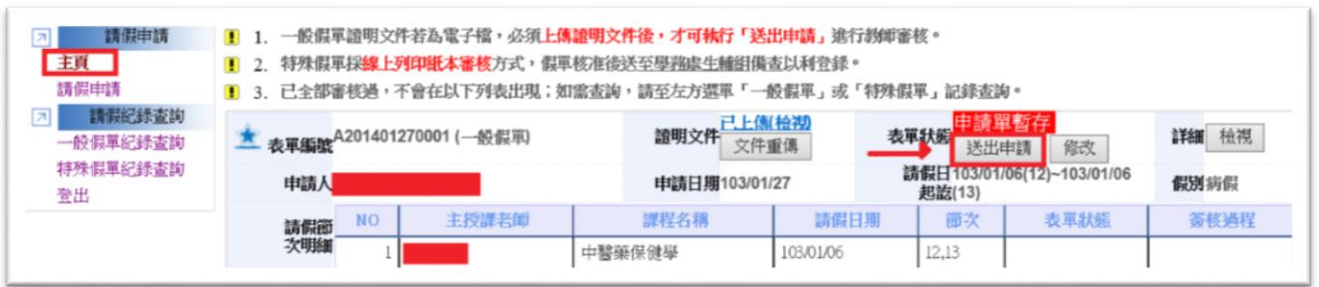 請假申請
主頁
請假申請
請假紀錄查詢
一般假單紀錄查詢
特殊假單紀錄查詢
登出
1. 一般假單證明文件若為電子檔，必須上傳證明文件後，才可執行「送出申請」進行教師審核。
2. 特殊假單採線上列印紙本審核方式，假單核准後送至學務處生輔組備查以利登錄。
3. 已全部審核過，不會在以下列表出現；如需查詢，請至左方選單「一般假單」或「特殊假單」記錄查詢。
表單編號 A201401270001 (一般假單) 證明文件 已上傳(檢視) 文件重傳 表單狀態 申請單暫存 送出申請 修改 詳細 檢視
申請人 申請日期 103/01/27 請假日起訖 103/01/06(12)~103/01/06(13) 假別 病假
請假節次明細 NO 主授課老師 課程名稱 請假日期 節次 表單狀態 簽核過程
1 中醫藥保健學 103/01/06 12,13